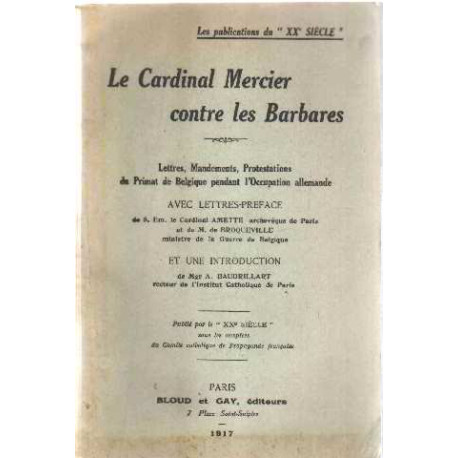 Les publications du " XXe SIÈCLE "
Le Cardinal Mercier
contre les Barbares
Lettres, Mandements, Protestations
du Primat de Belgique pendant l'Occupation allemande
AVEC LETTRES-PREFACE
de S. Em. le Cardinal AMETTE archevêque de Paris
et de M. de BROQUEVILLE
ministre de la Guerre de Belgique
ET UNE INTRODUCTION
de Mgr A. BAUDRILLART
recteur de l'Institut Catholique de Paris
Publié par le " XXe SIÈCLE "
sous les auspices
du Comité catholique de Propagande française
PARIS
BLOUD et GAY, éditeurs
7 Place Saint-Sulpice
1917